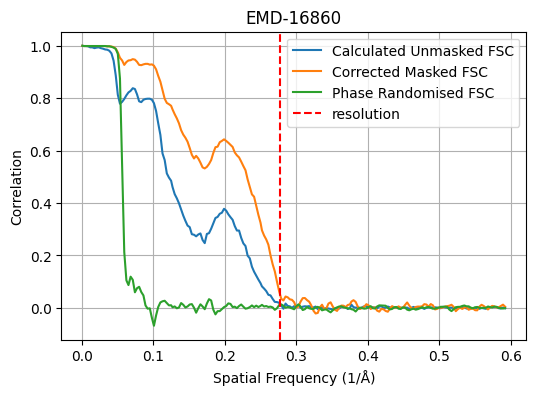 EMD-16860
Calculated Unmasked FSC
Corrected Masked FSC
Phase Randomised FSC
resolution
Correlation
1.0
0.8
0.6
0.4
0.2
0.0
0.0 0.1 0.2 0.3 0.4 0.5 0.6
Spatial Frequency (1/Å)